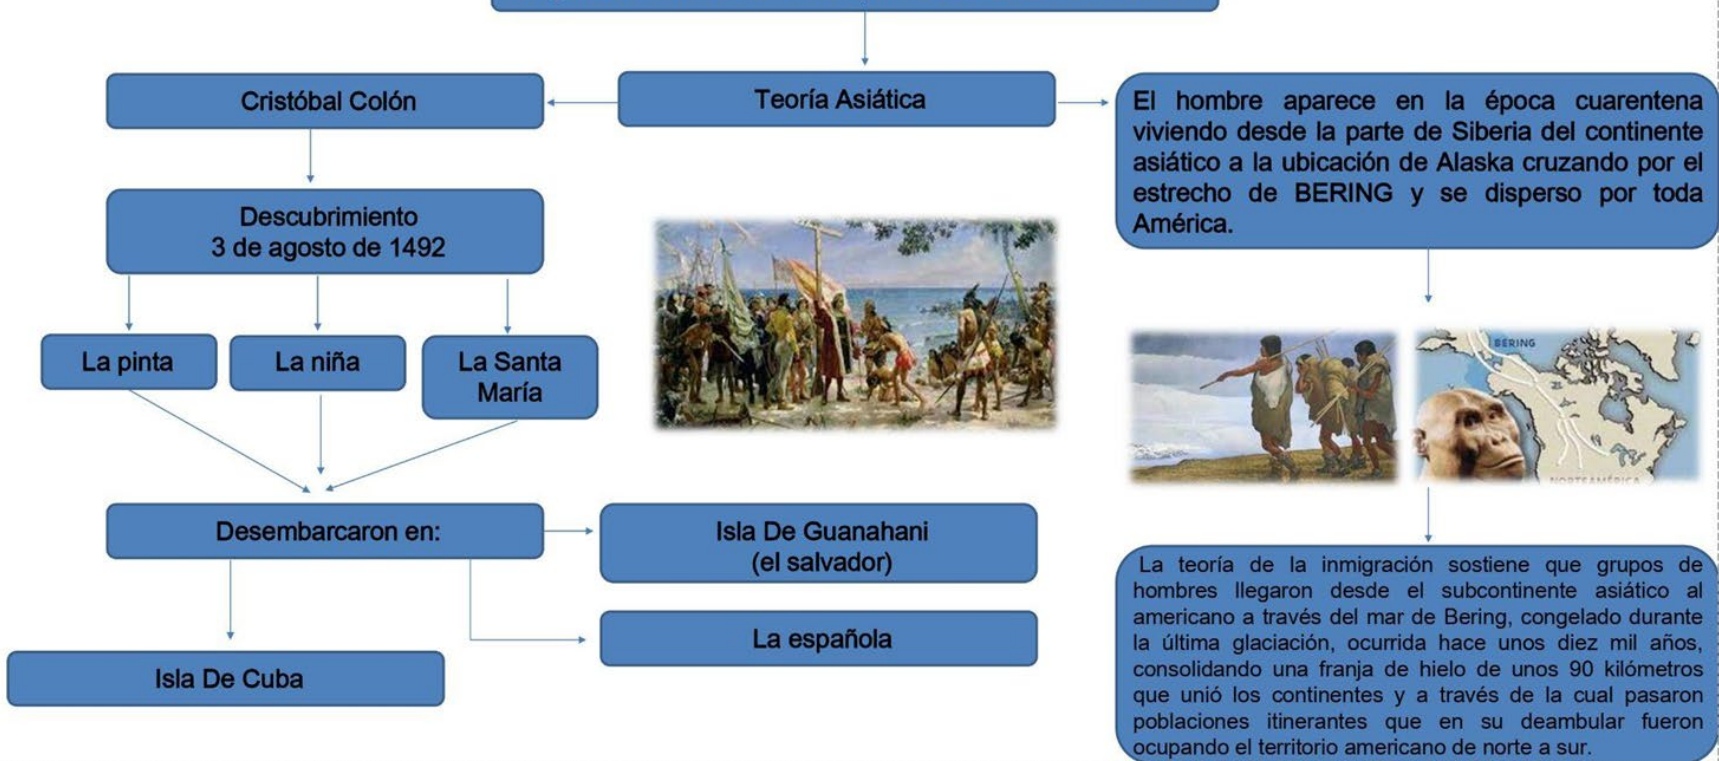 Cristóbal Colón
Teoría Asiática
El hombre aparece en la época cuarentena
viviendo desde la parte de Siberia del continente
asiático a la ubicación de Alaska cruzando por el
estrecho de BERING y se disperso por toda
América.
Descubrimiento
3 de agosto de 1492
La pinta
La niña
La Santa
María
BERING
NORTEAMÉRICA
Desembarcaron en:
Isla De Guanahani
(el salvador)
La española
Isla De Cuba
La teoría de la inmigración sostiene que grupos de
hombres llegaron desde el subcontinente asiático al
americano a través del mar de Bering, congelado durante
la última glaciación, ocurrida hace unos diez mil años,
consolidando una franja de hielo de unos 90 kilómetros
que unió los continentes y a través de la cual pasaron
poblaciones itinerantes que en su deambular fueron
ocupando el territorio americano de norte a sur.